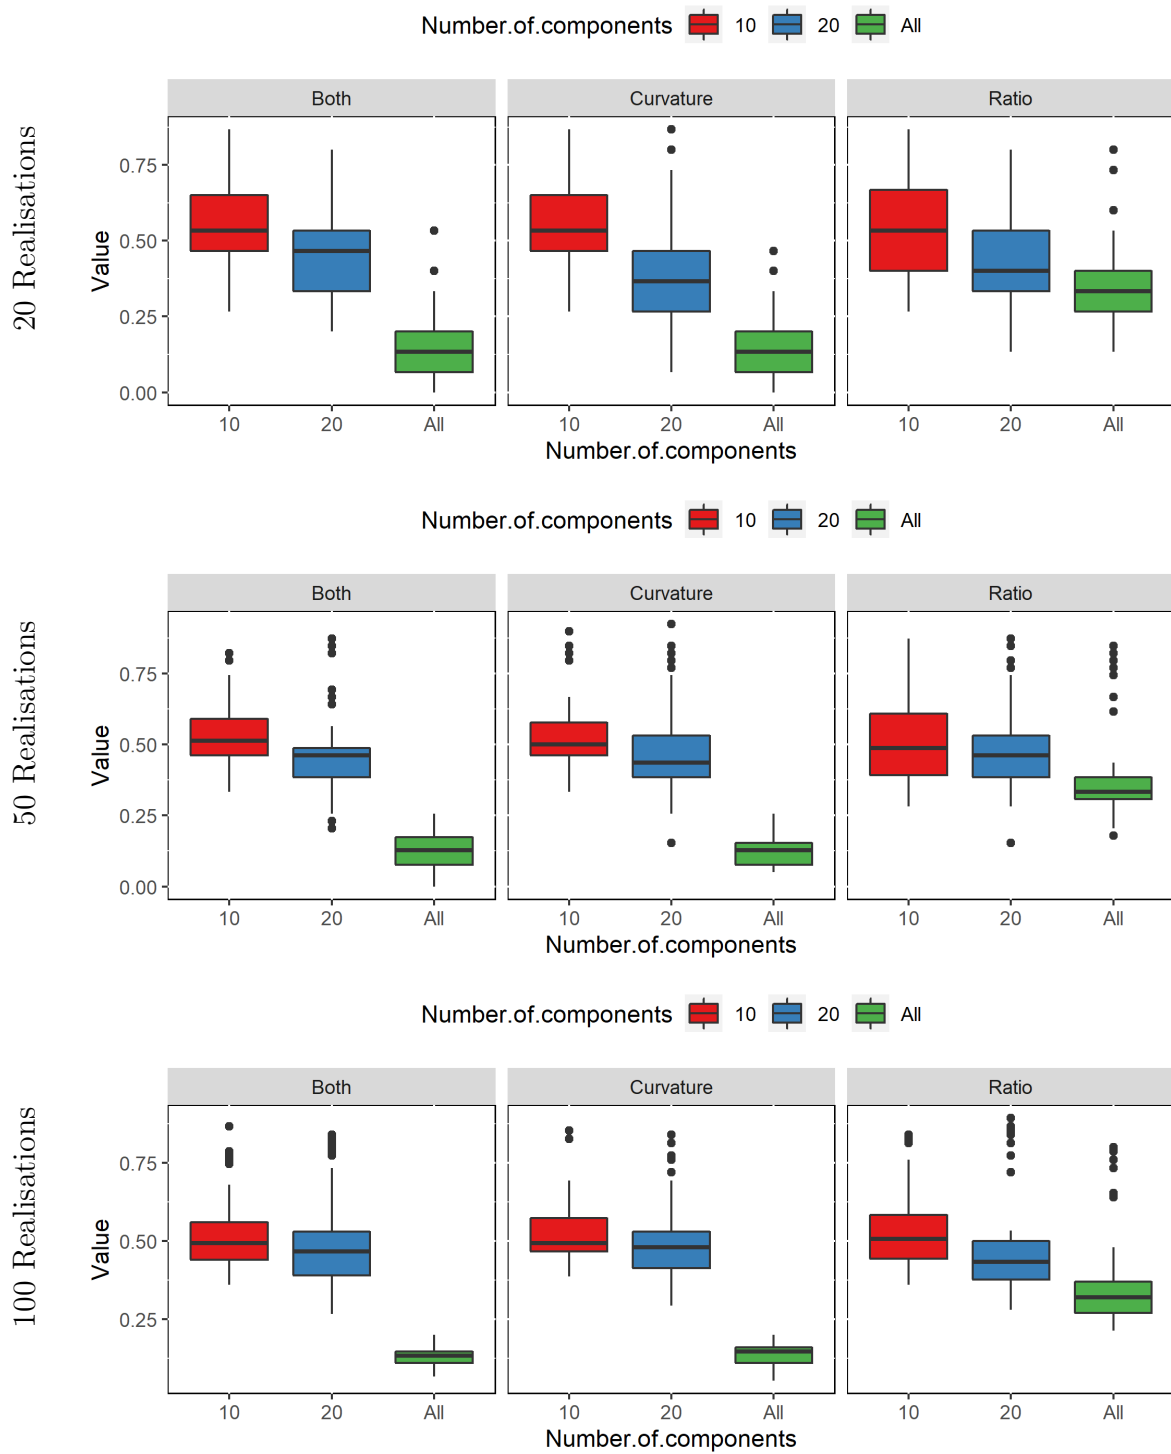 Number.of.components 10 20 All
Both Curvature Ratio
20 Realisations
Value
0.75
0.50
0.25
0.00
10 20 All 10 20 All 10 20 All
Number.of.components
Number.of.components 10 20 All
Both Curvature Ratio
50 Realisations
Value
0.75
0.50
0.25
0.00
10 20 All 10 20 All 10 20 All
Number.of.components
Number.of.components 10 20 All
Both Curvature Ratio
100 Realisations
Value
0.75
0.50
0.25
10 20 All 10 20 All 10 20 All
Number.of.components